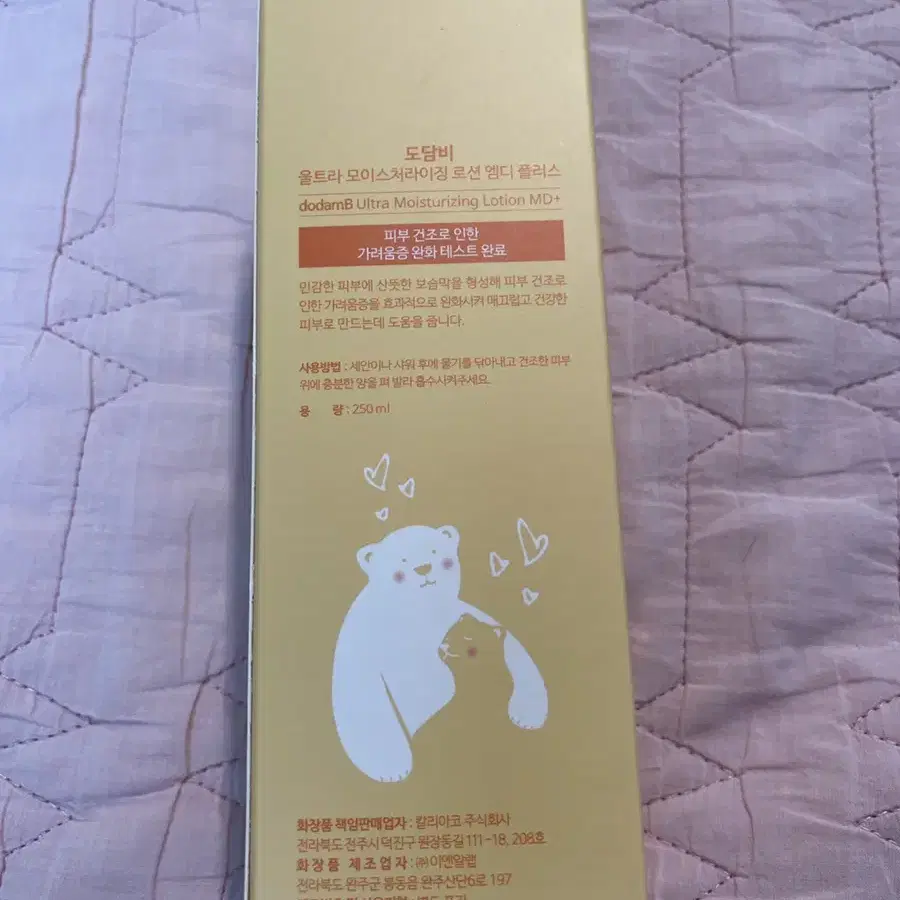 도담비
울트라 모이스처라이징 로션 엠디 플러스
dodamB Ultra Moisturizing Lotion MD+
피부 건조로 인한
가려움증 완화 테스트 완료
민감한 피부에 산뜻한 보습막을 형성해 피부 건조로
인한 가려움증을 효과적으로 완화시켜 매끄럽고 건강한
피부로 만드는데 도움을 줍니다.
사용방법 : 세안이나 샤워 후에 물기를 닦아내고 건조한 피부
위에 충분한 양을 펴 발라 흡수시켜주세요.
용 량 : 250 ml
화장품 책임판매업자 : 칼리아코 주식회사
전라북도 전주시 덕진구 원장동길 111-18, 208호
화장품 제조업자 : ㈜이앤알랩
전라북도 완주군 봉동읍 완주산단6로 197